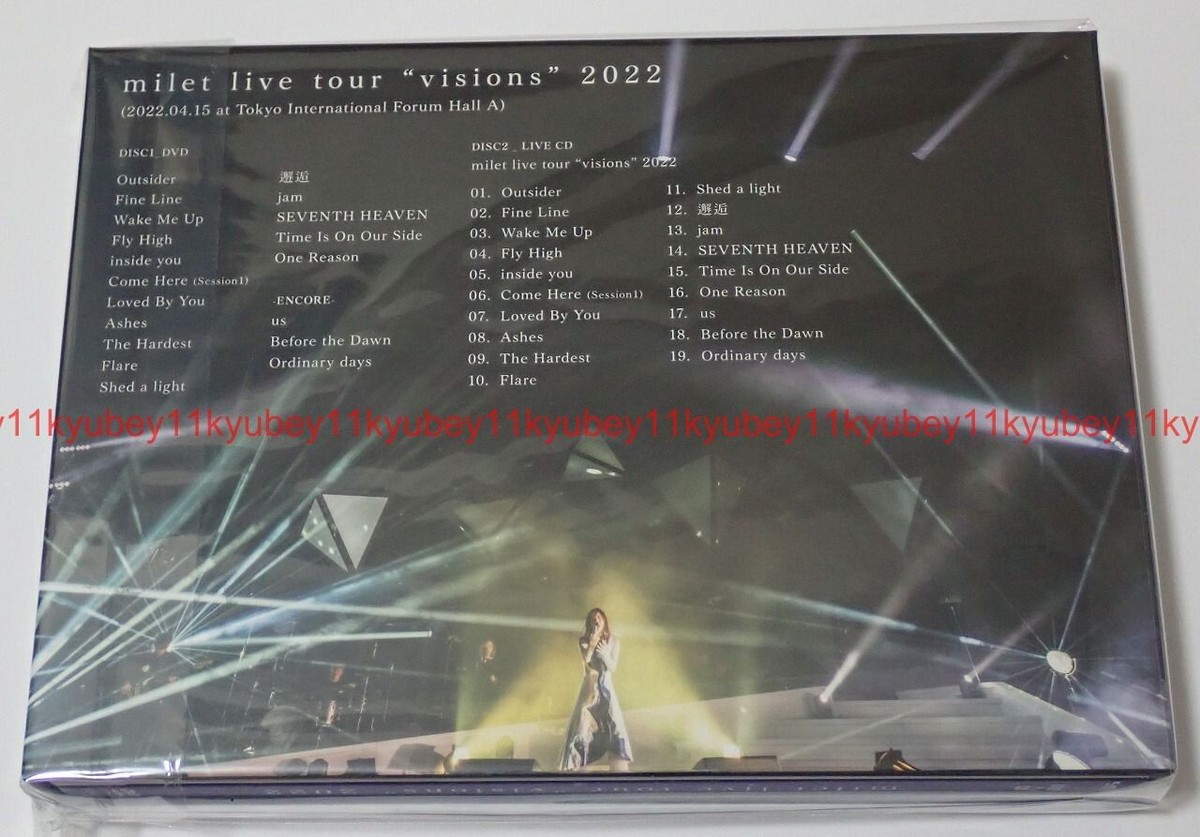 milet live tour “visions” 2022
(2022.04.15 at Tokyo International Forum Hall A)
DISC1_DVD
Outsider
Fine Line
Wake Me Up
Fly High
inside you
Come Here (Session1)
Loved By You
Ashes
The Hardest
Flare
Shed a light
邂逅
jam
SEVENTH HEAVEN
Time Is On Our Side
One Reason
-ENCORE-
us
Before the Dawn
Ordinary days
DISC2_ LIVE CD
milet live tour “visions” 2022
01. Outsider
02. Fine Line
03. Wake Me Up
04. Fly High
05. inside you
06. Come Here (Session1)
07. Loved By You
08. Ashes
09. The Hardest
10. Flare
11. Shed a light
12. 邂逅
13. jam
14. SEVENTH HEAVEN
15. Time Is On Our Side
16. One Reason
17. us
18. Before the Dawn
19. Ordinary days
y11kyubey11kyubey11kyubey11kyubey11kyubey11kyubey11kyubey11ky
milet live tour “visions” 2022